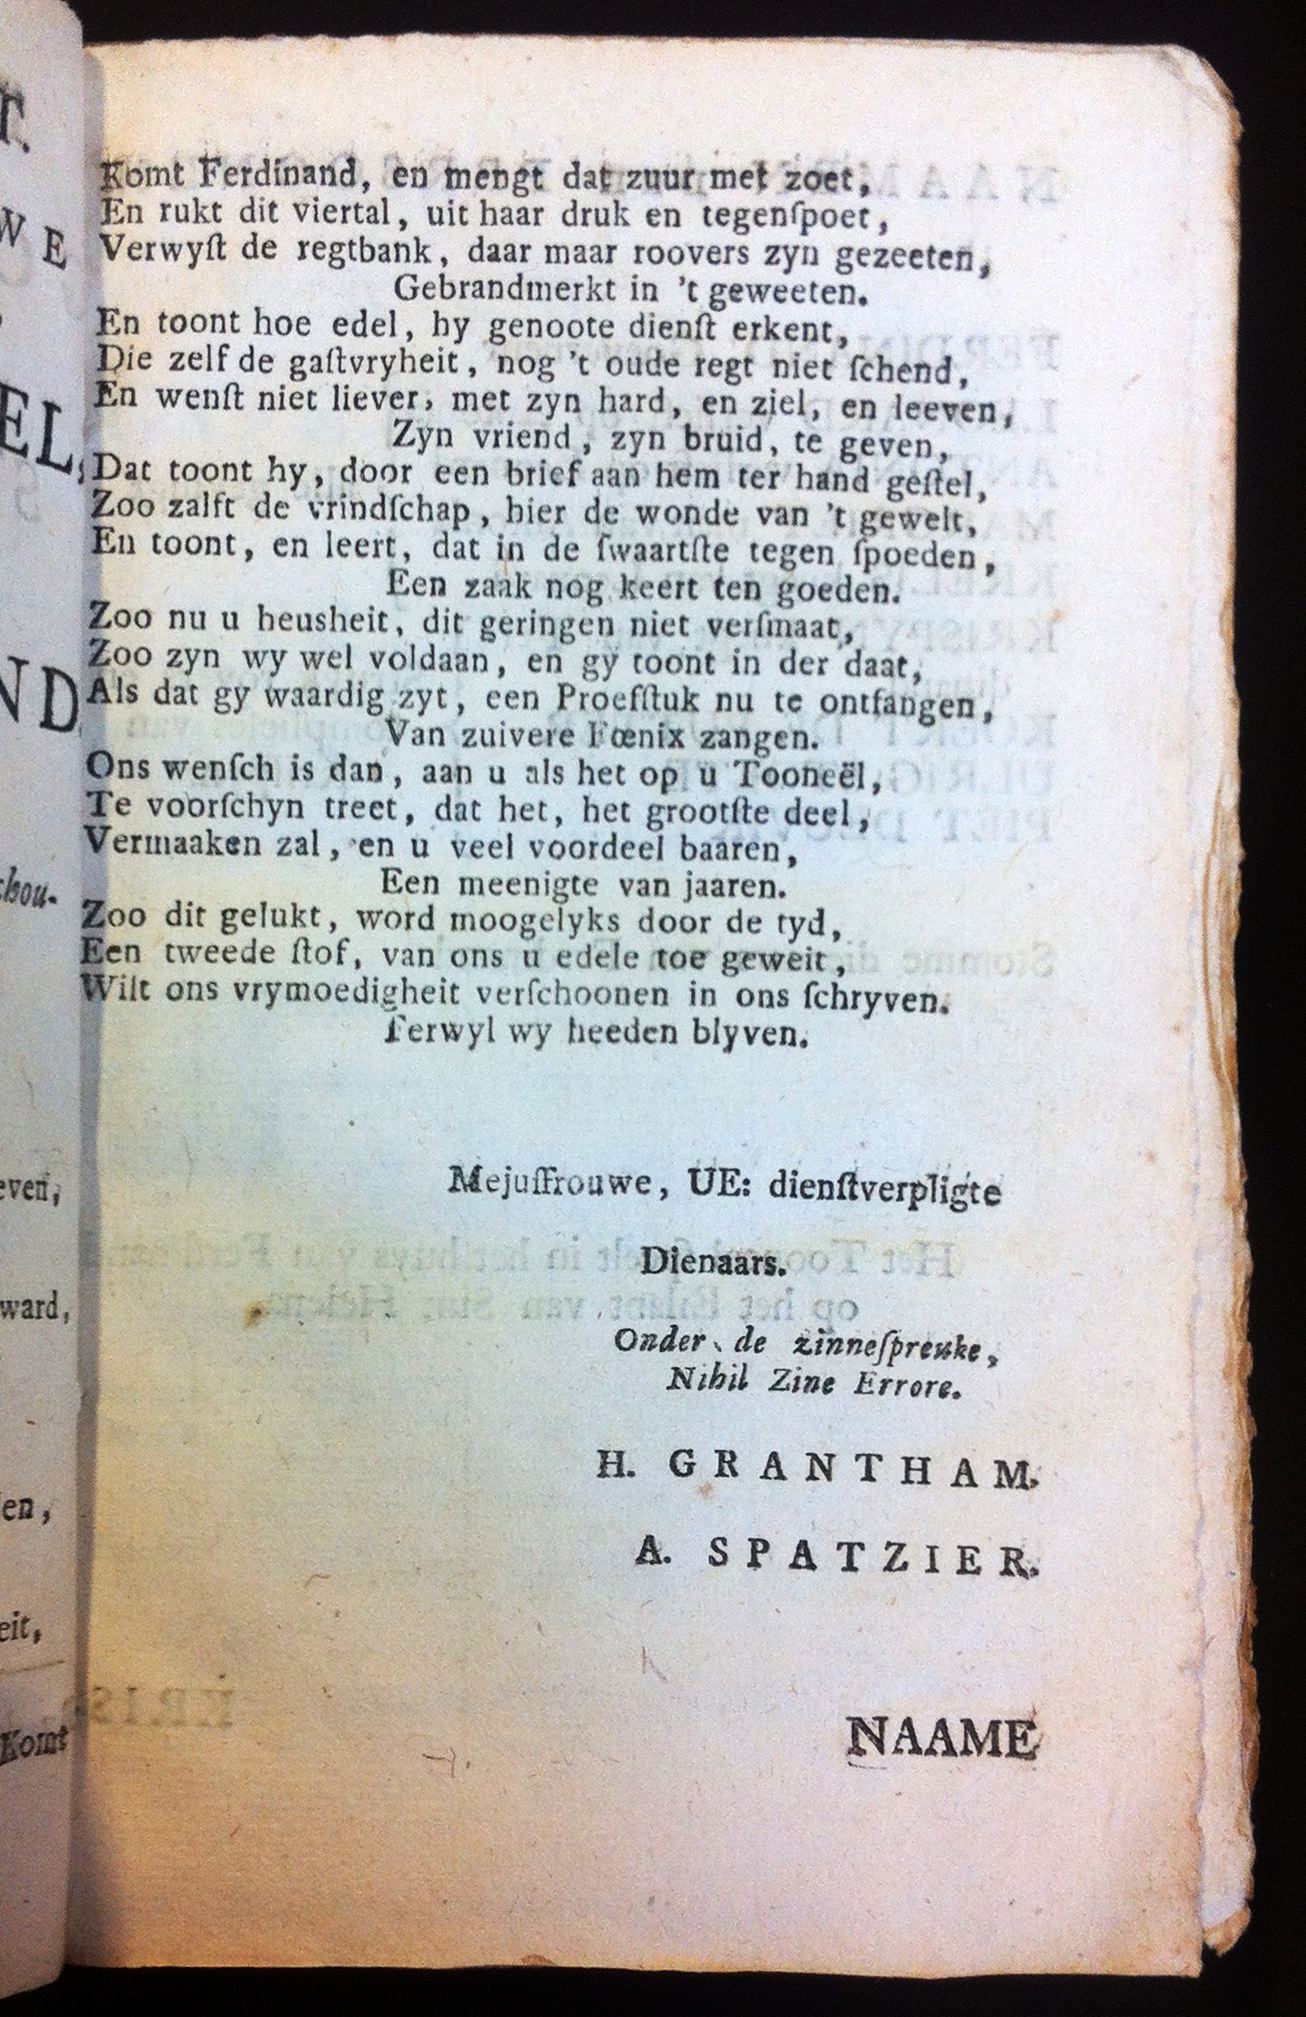 Komt Ferdinand, en mengt dat zuur met zoet,
En rukt dit viertal, uit haar druk en tegenſpoet,
Verwyſt de regtbank, daar maar roovers zyn gezeeten,
Gebrandmerkt in 't geweeten.
En toont hoe edel, hy genoote dienſt erkent,
Die zelf de gaſtvryheit, nog 't oude regt niet ſchend,
En wenſt niet liever, met zyn hard, en ziel, en leeven,
Zyn vriend, zyn bruid, te geven,
Dat toont hy, door een brief aan hem ter hand geſtel,
Zoo zalft de vrindſchap, hier de wonde van 't gewelt,
En toont, en leert, dat in de ſwaartſte tegen ſpoeden,
Een zaak nog keert ten goeden.
Zoo nu u heusheit, dit geringen niet verſmaat,
Zoo zyn wy wel voldaan, en gy toont in der daat,
Als dat gy waardig zyt, een Proefſtuk nu te ontfangen,
Van zuivere Fœnix zangen.
Ons wenſch is dan, aan u als het op u Tooneël,
Te voorſchyn treet, dat het, het grootſte deel,
Vermaaken zal, en u veel voordeel baaren,
Een meenigte van jaaren.
Zoo dit gelukt, word moogelyks door de tyd,
Een tweede ſtof, van ons u edele toe geweit,
Wilt ons vrymoedigheit verſchoonen in ons ſchryven.
Terwyl wy heeden blyven.
Mejuffrouwe, UE: dienſtverpligte
Dienaars.
Onder de zinneſpreuke,
Nihil Zine Errore.
H. GRANTHAM.
A. SPATZIER.
NAAME